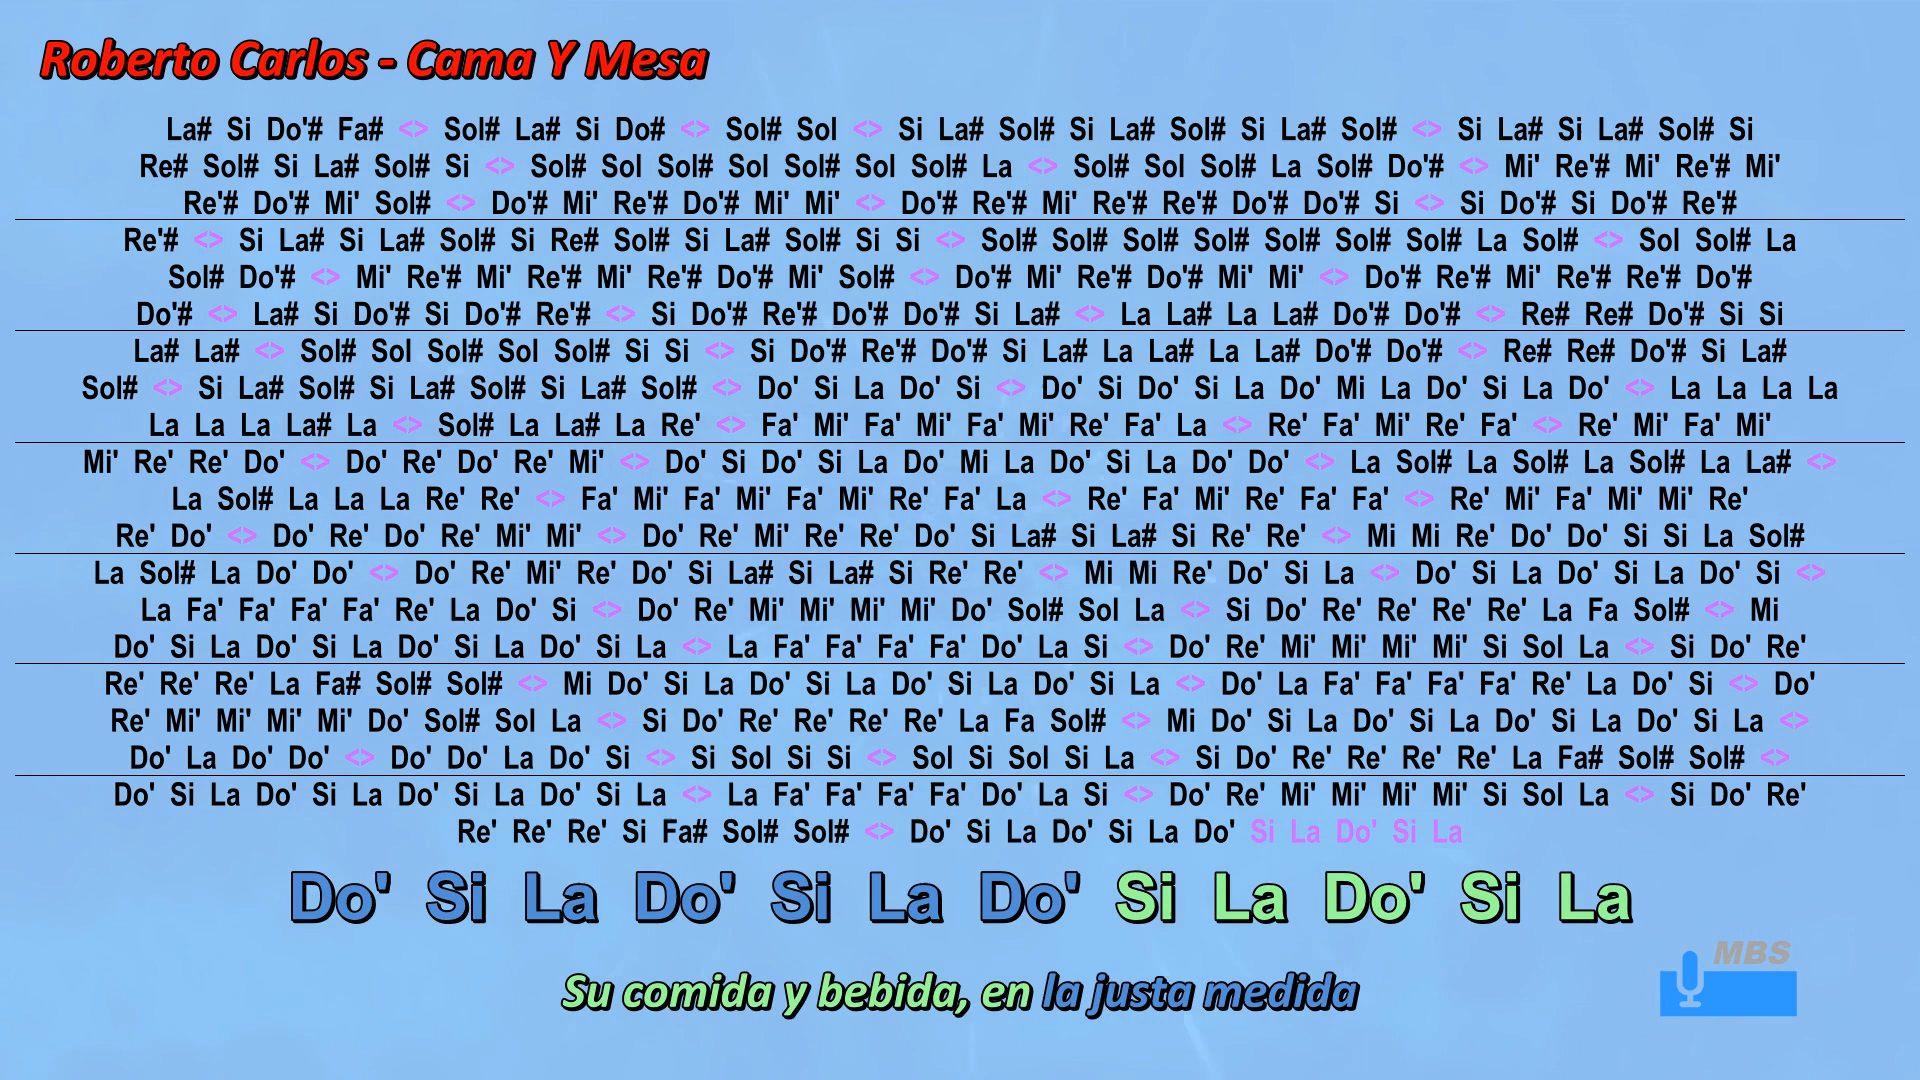 Roberto Carlos - Cama Y Mesa
La# Si Do'# Fa# <> Sol# La# Si Do# <> Sol# Sol <> Si La# Sol# Si La# Sol# Si La# Sol# <> Si La# Si La# Sol# Si
Re# Sol# Si La# Sol# Si <> Sol# Sol Sol# Sol Sol# Sol Sol# La <> Sol# Sol Sol# La Sol# Do'# <> Mi' Re'# Mi' Re'# Mi'
Re'# Do'# Mi' Sol# <> Do'# Mi' Re'# Do'# Mi' Mi' <> Do'# Re'# Mi' Re'# Re'# Do'# Do'# Si <> Si Do'# Si Do'# Re'#
Re'# <> Si La# Si La# Sol# Si Re# Sol# Si La# Sol# Si Si <> Sol# Sol# Sol# Sol# Sol# Sol# Sol# La Sol# <> Sol Sol# La
Sol# Do'# <> Mi' Re'# Mi' Re'# Mi' Re'# Do'# Mi' Sol# <> Do'# Mi' Re'# Do'# Mi' Mi' <> Do'# Re'# Mi' Re'# Re'# Do'#
Do'# <> La# Si Do'# Si Do'# Re'# <> Si Do'# Re'# Do'# Do'# Si La# <> La La# La La# Do'# Do'# <> Re# Re# Do'# Si Si
La# La# <> Sol# Sol Sol# Sol Sol# Si Si <> Si Do'# Re'# Do'# Si La# La La# La La# Do'# Do'# <> Re# Re# Do'# Si La#
Sol# <> Si La# Sol# Si La# Sol# Si La# Sol# <> Do' Si La Do' Si <> Do' Si Do' Si La Do' Mi La Do' Si La Do' <> La La La La
La La La La# La <> Sol# La La# La Re' <> Fa' Mi' Fa' Mi' Fa' Mi' Re' Fa' La <> Re' Fa' Mi' Re' Fa' <> Re' Mi' Fa' Mi'
Mi' Re' Re' Do' <> Do' Re' Do' Re' Mi' <> Do' Si Do' Si La Do' Mi La Do' Si La Do' Do' <> La Sol# La Sol# La Sol# La La# <>
La Sol# La La La Re' Re' <> Fa' Mi' Fa' Mi' Fa' Mi' Re' Fa' La <> Re' Fa' Mi' Re' Fa' Fa' <> Re' Mi' Fa' Mi' Mi' Re'
Re' Do' <> Do' Re' Do' Re' Mi' Mi' <> Do' Re' Mi' Re' Re' Do' Si La# Si La# Si Re' Re' <> Mi Mi Re' Do' Do' Si Si La Sol#
La Sol# La Do' Do' <> Do' Re' Mi' Re' Do' Si La# Si La# Si Re' Re' <> Mi Mi Re' Do' Si La <> Do' Si La Do' Si La Do' Si <>
La Fa' Fa' Fa' Fa' Re' La Do' Si <> Do' Re' Mi' Mi' Mi' Mi' Do' Sol# Sol La <> Si Do' Re' Re' Re' Re' La Fa Sol# <> Mi
Do' Si La Do' Si La Do' Si La Do' Si La <> La Fa' Fa' Fa' Fa' Do' La Si <> Do' Re' Mi' Mi' Mi' Mi' Si Sol La <> Si Do' Re'
Re' Re' Re' La Fa# Sol# Sol# <> Mi Do' Si La Do' Si La Do' Si La Do' Si La <> Do' La Fa' Fa' Fa' Fa' Re' La Do' Si <> Do'
Re' Mi' Mi' Mi' Mi' Do' Sol# Sol La <> Si Do' Re' Re' Re' Re' La Fa Sol# <> Mi Do' Si La Do' Si La Do' Si La Do' Si La <>
Do' La Do' Do' <> Do' Do' La Do' Si <> Si Sol Si Si <> Sol Si Sol Si La <> Si Do' Re' Re' Re' Re' La Fa# Sol# Sol# <>
Do' Si La Do' Si La Do' Si La Do' Si La <> La Fa' Fa' Fa' Fa' Do' La Si <> Do' Re' Mi' Mi' Mi' Mi' Si Sol La <> Si Do' Re'
Re' Re' Re' Si Fa# Sol# Sol# <> Do' Si La Do' Si La Do' Si La Do' Si La
Do' Si La Do' Si La Do' Si La Do' Si La
MBS
Su comida y bebida, en la justa medida